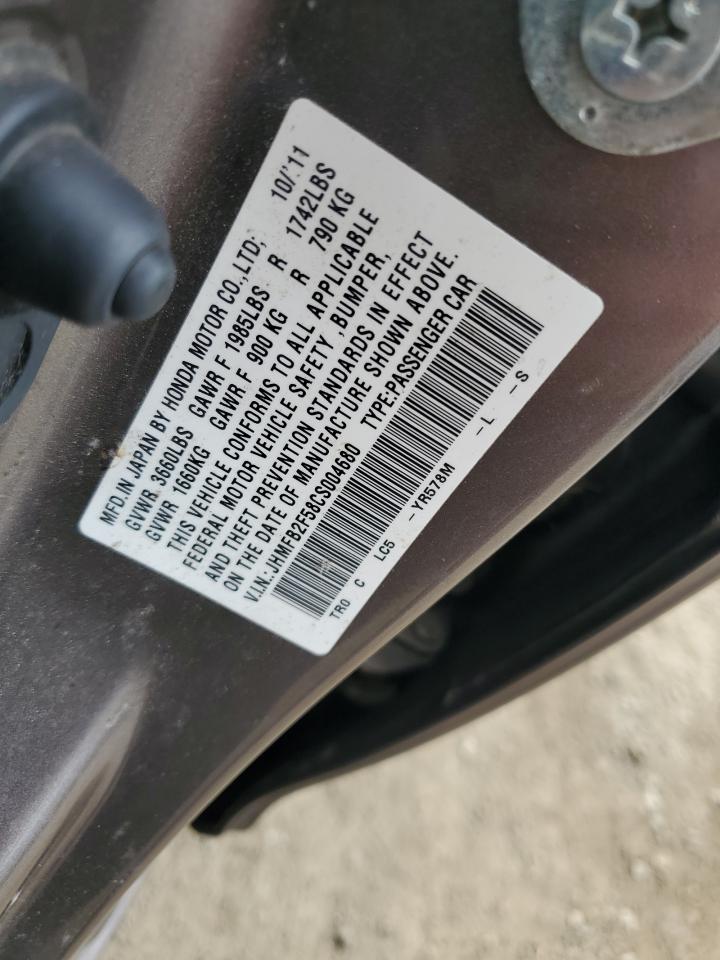 MFD.IN JAPAN BY HONDA MOTOR CO.,LTD; 10/'11
GVWR 3660LBS GAWR F 1985LBS R 1742LBS
GVWR 1660KG GAWR F 900 KG R 790 KG
THIS VEHICLE CONFORMS TO ALL APPLICABLE
FEDERAL MOTOR VEHICLE SAFETY, BUMPER,
AND THEFT PREVENTION STANDARDS IN EFFECT
ON THE DATE OF MANUFACTURE SHOWN ABOVE.
V.I.N.: JHMFB2F58CS004680 TYPE:PASSENGER CAR
TR0 C LC5 -YR578M -L -S